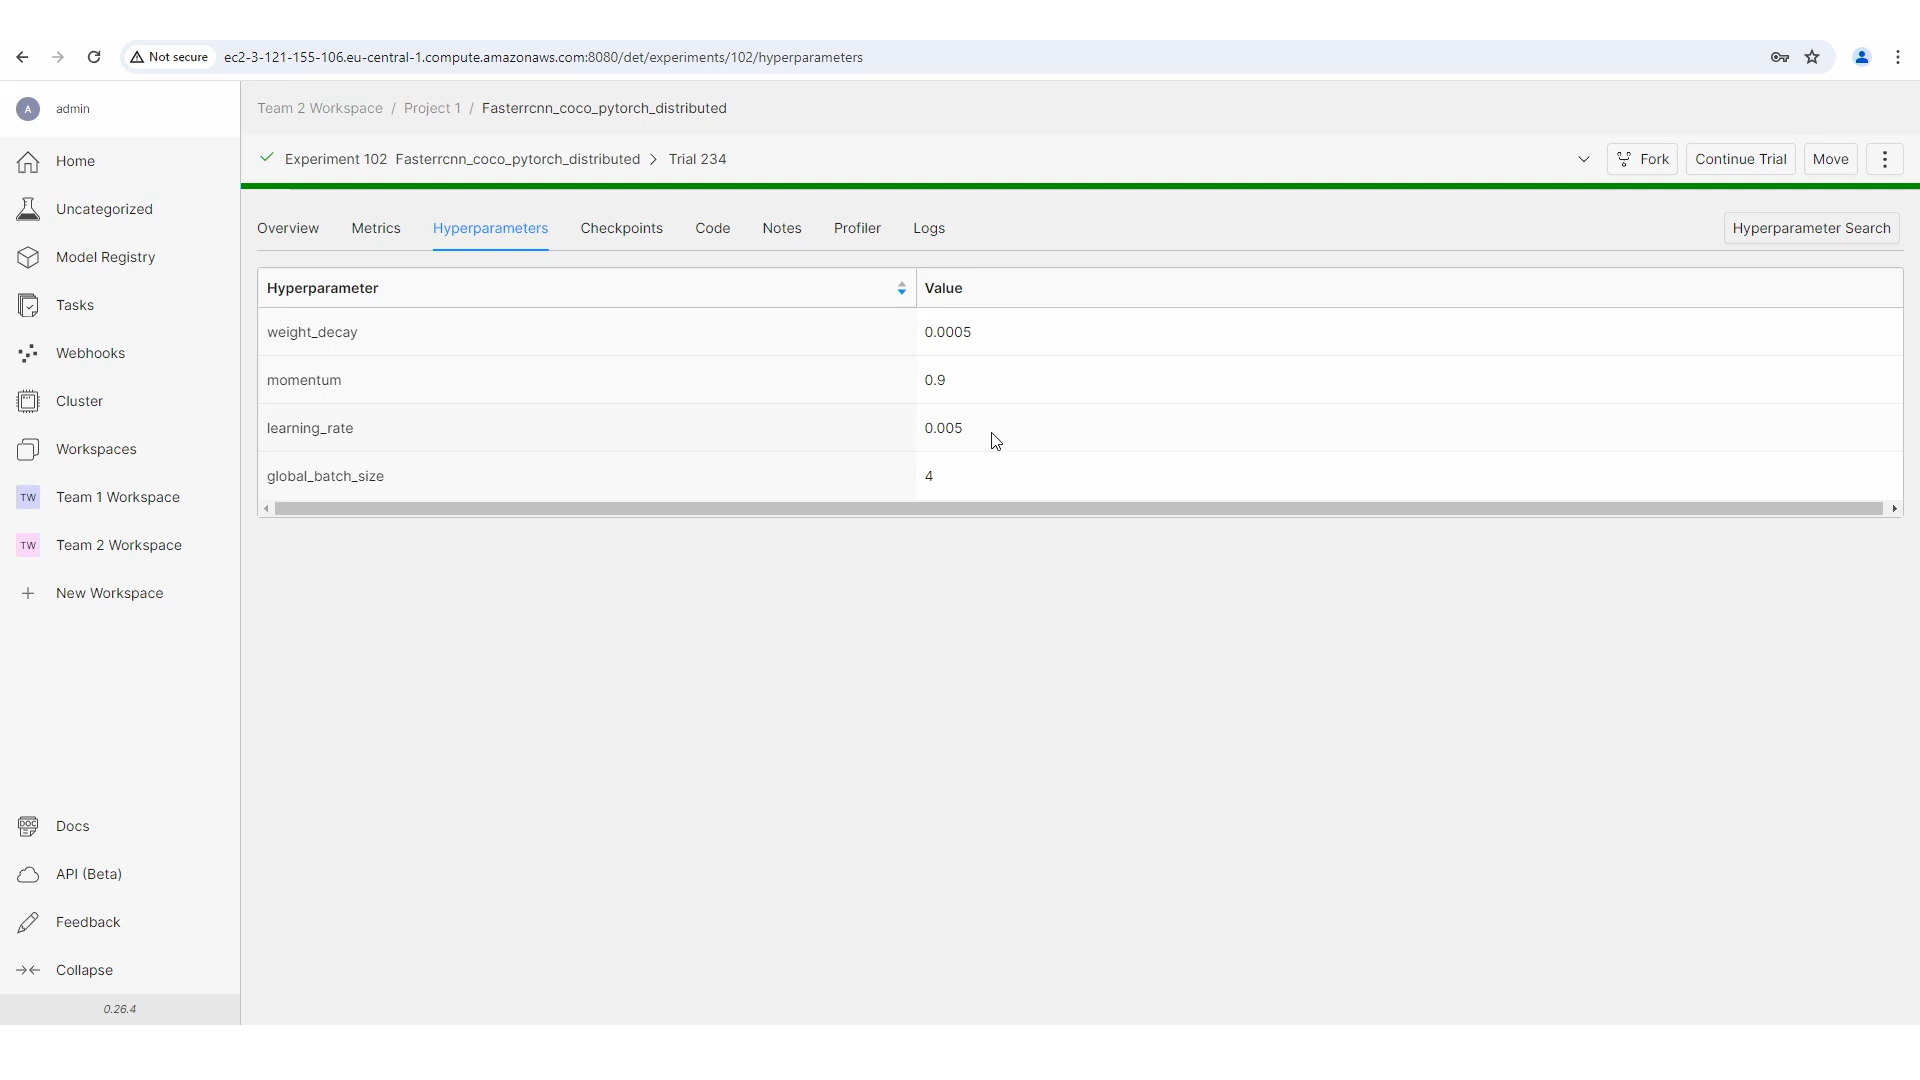 Not secure
ec2-3-121-155-106.eu-central-1.compute.amazonaws.com:8080/det/experiments/102/hyperparameters
A admin
Home
Uncategorized
Model Registry
Tasks
Webhooks
Cluster
Workspaces
TW Team 1 Workspace
TW Team 2 Workspace
New Workspace
DOC Docs
API (Beta)
Feedback
Collapse
0.26.4
Team 2 Workspace / Project 1 / Fasterrcnn_coco_pytorch_distributed
Experiment 102 Fasterrcnn_coco_pytorch_distributed > Trial 234
Fork Continue Trial Move
Overview Metrics Hyperparameters Checkpoints Code Notes Profiler Logs Hyperparameter Search
Hyperparameter Value
weight_decay 0.0005
momentum 0.9
learning_rate 0.005
global_batch_size 4